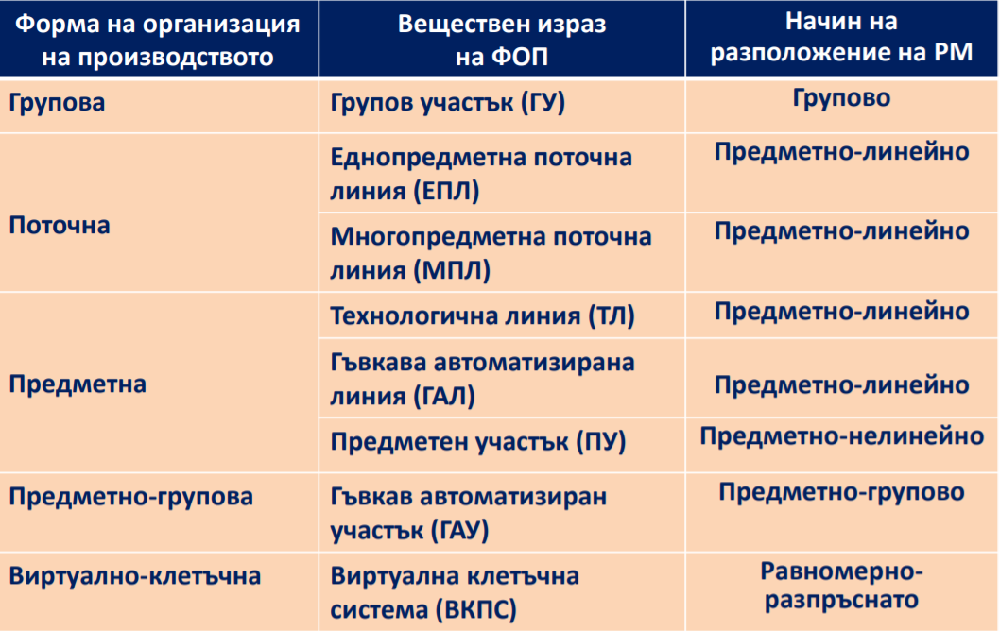 Форма на организация
на производството
Веществен израз
на ФОП
Начин на
разположение на РМ
Групова
Групов участък (ГУ)
Групово
Поточна
Еднопредметна поточна
линия (ЕПЛ)
Предметно-линейно
Многопредметна поточна
линия (МПЛ)
Предметно-линейно
Предметна
Технологична линия (ТЛ)
Предметно-линейно
Гъвкава автоматизирана
линия (ГАЛ)
Предметно-линейно
Предметен участък (ПУ)
Предметно-нелинейно
Предметно-групова
Гъвкав автоматизиран
участък (ГАУ)
Предметно-групово
Виртуално-клетъчна
Виртуална клетъчна
система (ВКПС)
Равномерно-
разпръснато